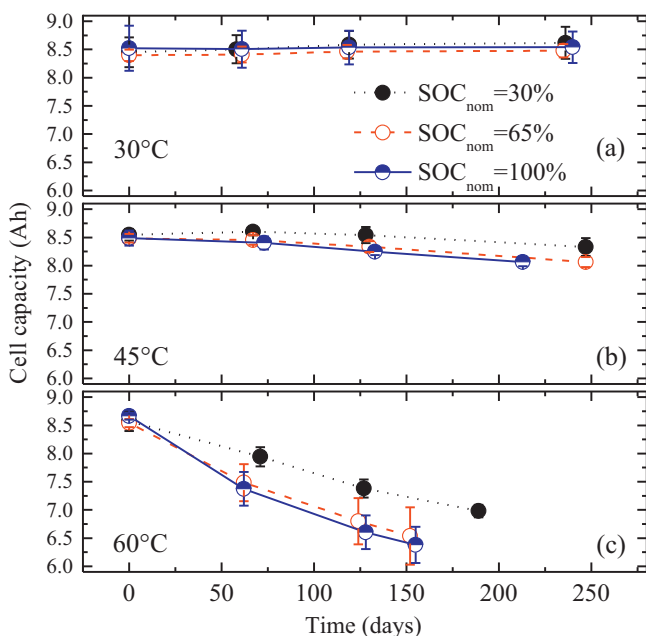 9.0
8.5
8.0
7.5
7.0
6.5
6.0
SOC_nom=30%
SOC_nom=65%
SOC_nom=100%
30°C
(a)
9.0
8.5
8.0
7.5
7.0
6.5
6.0
45°C
(b)
Cell capacity (Ah)
9.0
8.5
8.0
7.5
7.0
6.5
6.0
60°C
(c)
0 50 100 150 200 250
Time (days)